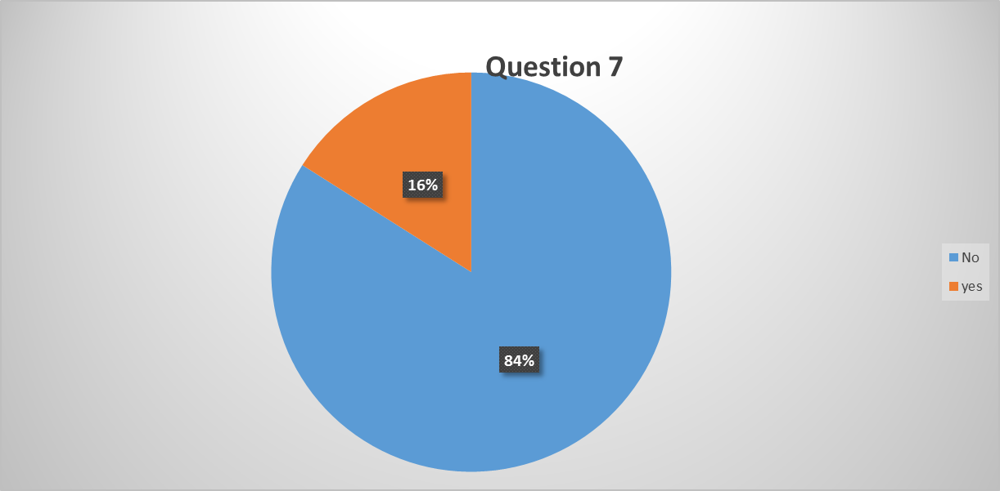 Question 7
16%
84%
No
yes